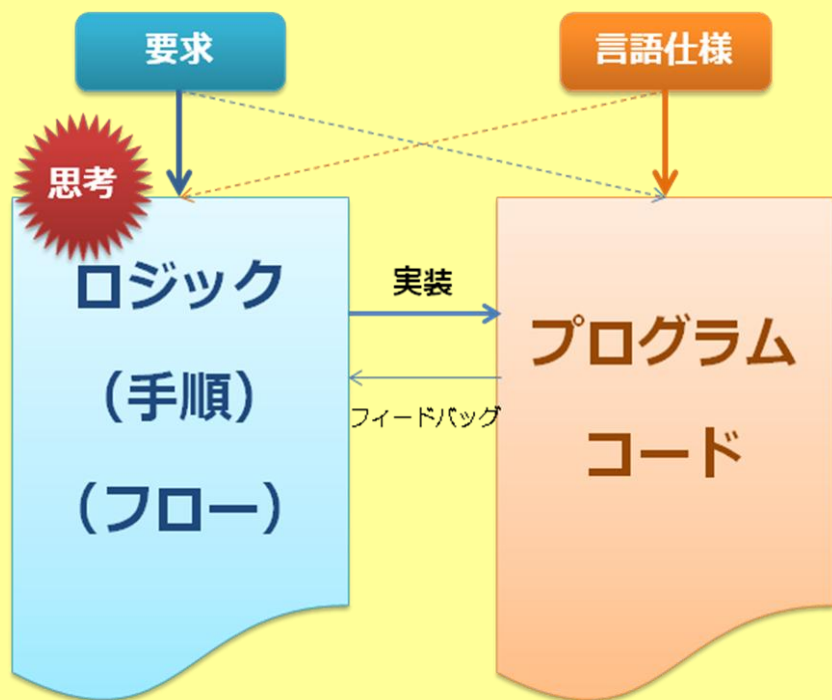 要求
言語仕様
思考
ロジック
(手順)
(フロー)
実装
フィードバッグ
プログラム
コード